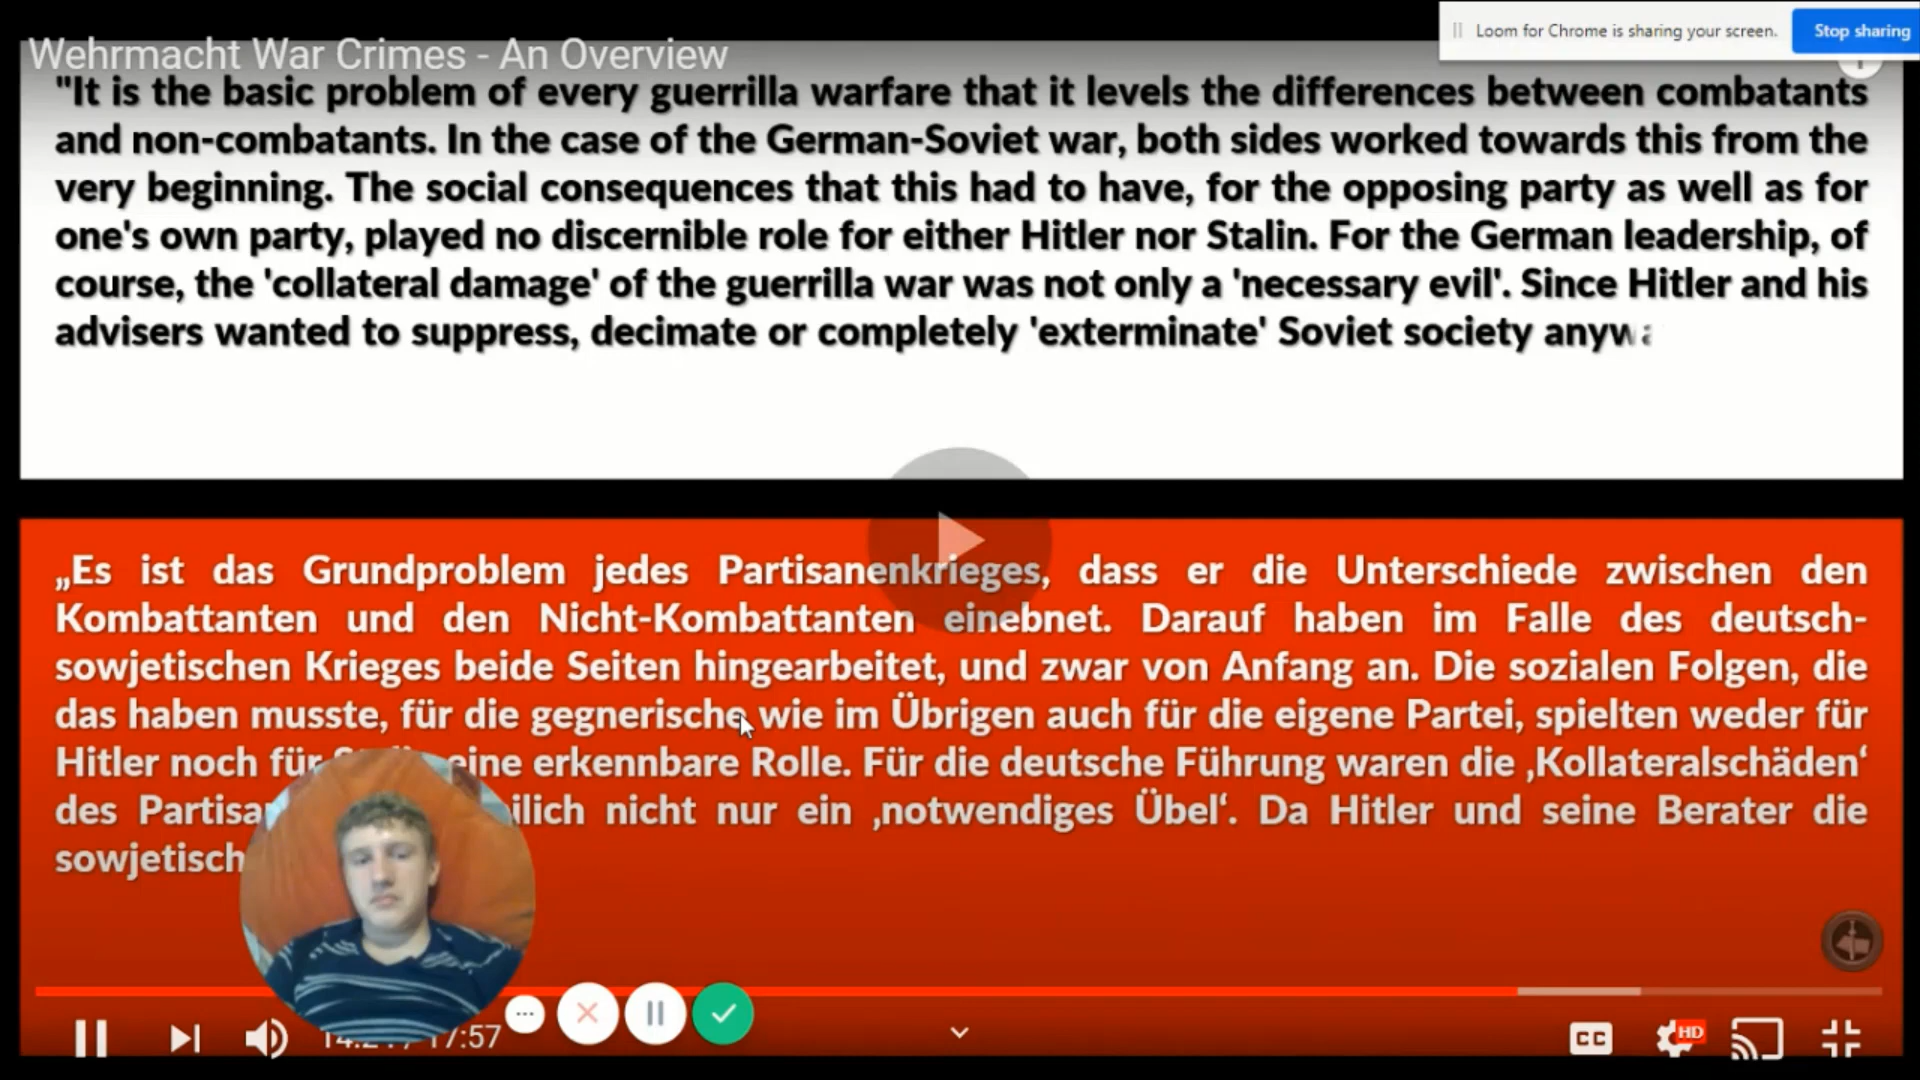 Loom for Chrome is sharing your screen. Stop sharing
Wehrmacht War Crimes - An Overview
"It is the basic problem of every guerrilla warfare that it levels the differences between combatants
and non-combatants. In the case of the German-Soviet war, both sides worked towards this from the
very beginning. The social consequences that this had to have, for the opposing party as well as for
one's own party, played no discernible role for either Hitler nor Stalin. For the German leadership, of
course, the 'collateral damage' of the guerrilla war was not only a 'necessary evil'. Since Hitler and his
advisers wanted to suppress, decimate or completely 'exterminate' Soviet society anywa
„Es ist das Grundproblem jedes Partisanenkrieges, dass er die Unterschiede zwischen den
Kombattanten und den Nicht-Kombattanten einebnet. Darauf haben im Falle des deutsch-
sowjetischen Krieges beide Seiten hingearbeitet, und zwar von Anfang an. Die sozialen Folgen, die
das haben musste, für die gegnerische wie im Übrigen auch für die eigene Partei, spielten weder für
Hitler noch für eine erkennbare Rolle. Für die deutsche Führung waren die ‚Kollateralschäden‘
des Partisa ilich nicht nur ein ‚notwendiges Übel‘. Da Hitler und seine Berater die
sowjetisch
17:57
CC HD